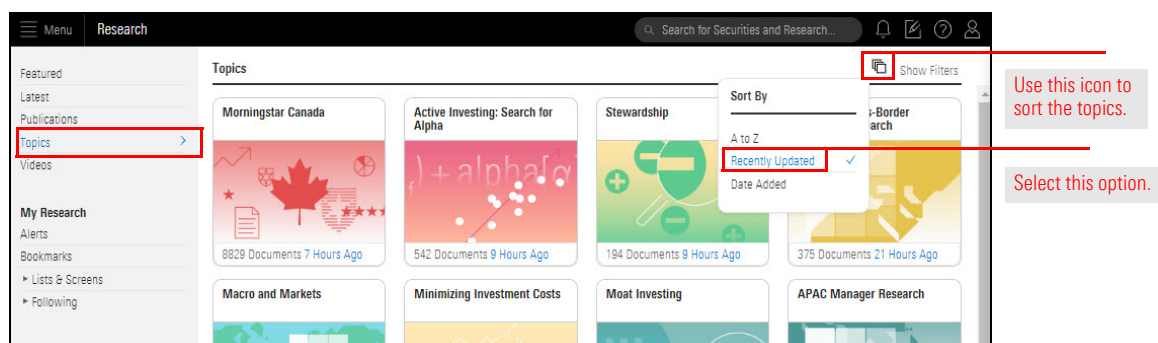 Menu Research Search for Securities and Research...
Featured
Latest
Publications
Topics
Videos
My Research
Alerts
Bookmarks
Lists & Screens
Following
Topics Show Filters
Sort By
A to Z
Recently Updated
Date Added
Morningstar Canada
8829 Documents 7 Hours Ago
Active Investing: Search for
Alpha
) + alpha[α
542 Documents 9 Hours Ago
Stewardship
194 Documents 9 Hours Ago
s-Border
arch
375 Documents 21 Hours Ago
Macro and Markets
Minimizing Investment Costs
Moat Investing
APAC Manager Research
Use this icon to
sort the topics.
Select this option.